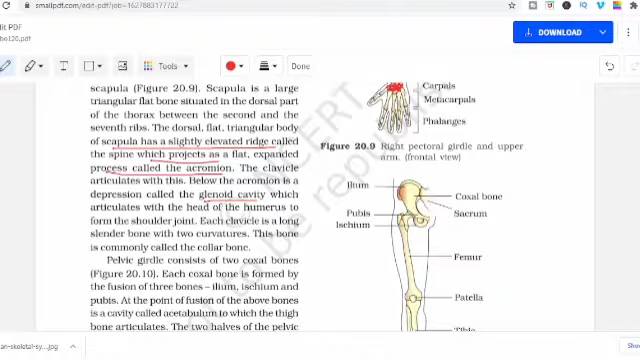 smallpdf.com/edit-pdf#job=1627883177722
dit PDF
DOWNLOAD
Tools
Done
scapula (Figure 20.9). Scapula is a large
triangular flat bone situated in the dorsal part
of the thorax between the second and the
seventh ribs. The dorsal, flat, triangular body
of scapula has a slightly elevated ridge called
the spine which projects as a flat, expanded
process called the acromion. The clavicle
articulates with this. Below the acromion is a
depression called the glenoid cavity which
articulates with the head of the humerus to
form the shoulder joint. Each clavicle is a long
slender bone with two curvatures. This bone
is commonly called the collar bone.
Pelvic girdle consists of two coxal bones
(Figure 20.10). Each coxal bone is formed by
the fusion of three bones – ilium, ischium and
pubis. At the point of fusion of the above bones
is a cavity called acetabulum to which the thigh
bone articulates. The two halves of the pelvic
Carpals
Metacarpals
Phalanges
Figure 20.9 Right pectoral girdle and upper
arm. (frontal view)
Ilium
Pubis
Ischium
Coxal bone
Sacrum
Femur
Patella
Tibia
an-skeletal-sy....jpg
Show